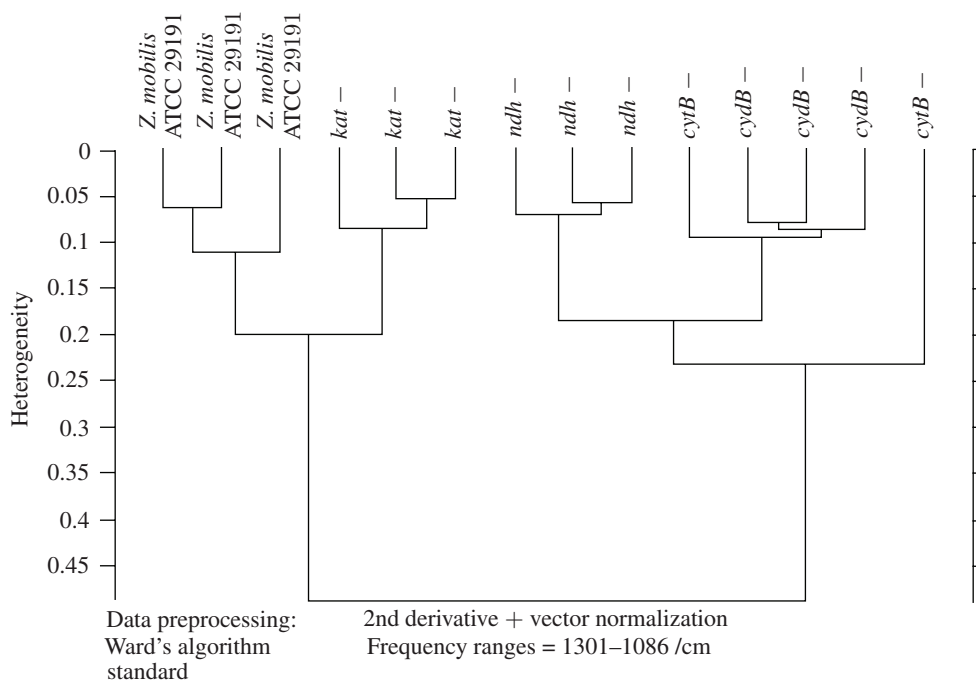 Z. mobilis
ATCC 29191
Z. mobilis
ATCC 29191
Z. mobilis
ATCC 29191
kat –
kat –
kat –
ndh –
ndh –
ndh –
cytB –
cydB –
cydB –
cydB –
cytB –
0
0.05
0.1
0.15
0.2
0.25
0.3
0.35
0.4
0.45
Heterogeneity
Data preprocessing: 2nd derivative + vector normalization
Ward's algorithm Frequency ranges = 1301–1086 /cm
standard